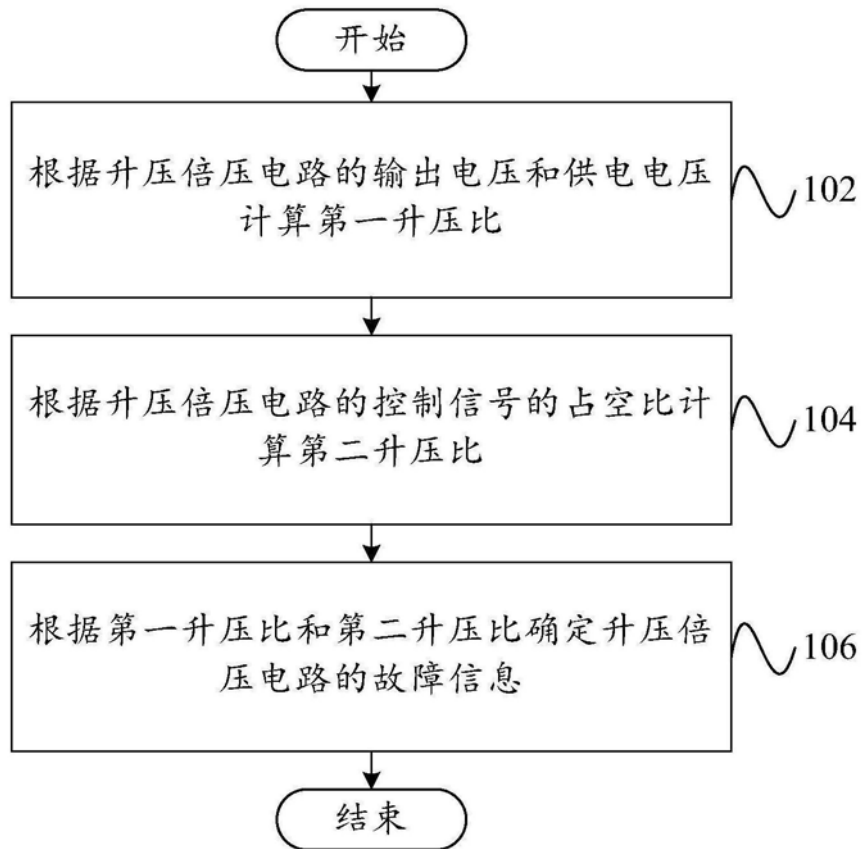 开始
根据升压倍压电路的输出电压和供电电压
计算第一升压比
102
根据升压倍压电路的控制信号的占空比计
算第二升压比
104
根据第一升压比和第二升压比确定升压倍
压电路的故障信息
106
结束